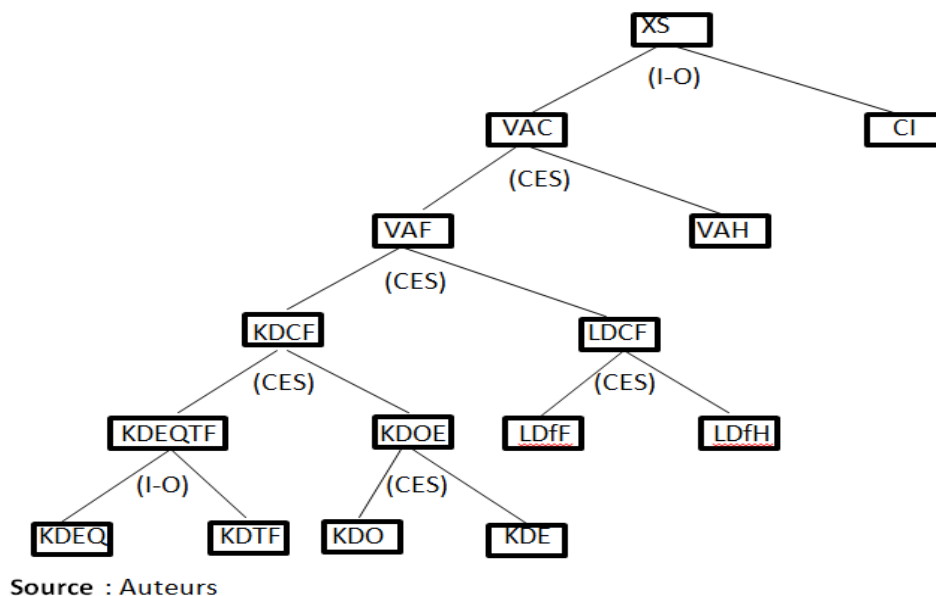 XS
(I-O)
VAC CI
(CES)
VAF VAH
(CES)
KDCF LDCF
(CES) (CES)
KDEQTF KDOE LDfF LDfH
(I-O) (CES)
KDEQ KDTF KDO KDE
Source : Auteurs